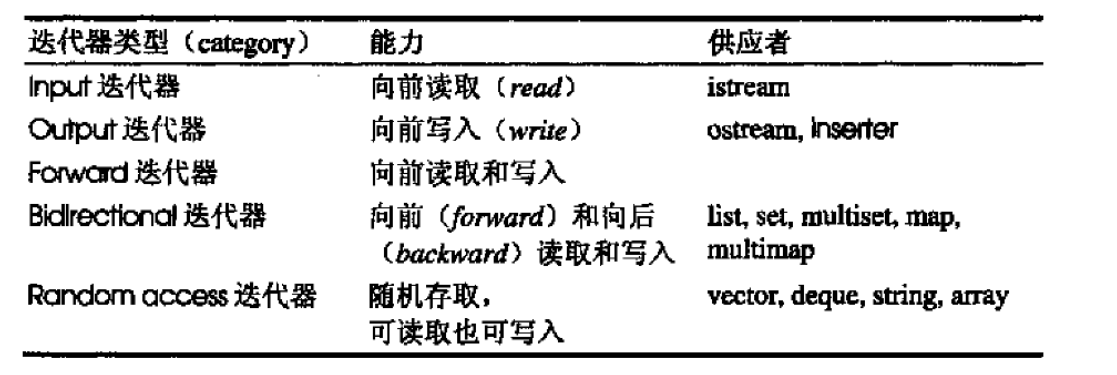 迭代器类型（category） 能力 供应者
Input 迭代器 向前读取（read） istream
Output 迭代器 向前写入（write） ostream, inserter
Forward 迭代器 向前读取和写入
Bidirectional 迭代器 向前（forward）和向后 list, set, multiset, map,
（backward）读取和写入 multimap
Random access 迭代器 随机存取， vector, deque, string, array
可读取也可写入